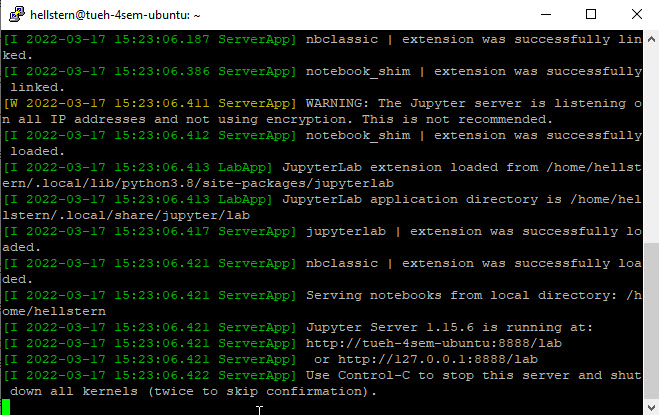 hellstern@tueh-4sem-ubuntu: ~
[I 2022-03-17 15:23:06.187 ServerApp] nbclassic | extension was successfully lin
ked.
[I 2022-03-17 15:23:06.386 ServerApp] notebook_shim | extension was successfully
 linked.
[W 2022-03-17 15:23:06.411 ServerApp] WARNING: The Jupyter server is listening o
n all IP addresses and not using encryption. This is not recommended.
[I 2022-03-17 15:23:06.412 ServerApp] notebook_shim | extension was successfully
 loaded.
[I 2022-03-17 15:23:06.413 LabApp] JupyterLab extension loaded from /home/hellst
ern/.local/lib/python3.8/site-packages/jupyterlab
[I 2022-03-17 15:23:06.413 LabApp] JupyterLab application directory is /home/hel
lstern/.local/share/jupyter/lab
[I 2022-03-17 15:23:06.417 ServerApp] jupyterlab | extension was successfully lo
aded.
[I 2022-03-17 15:23:06.421 ServerApp] nbclassic | extension was successfully loa
ded.
[I 2022-03-17 15:23:06.421 ServerApp] Serving notebooks from local directory: /h
ome/hellstern
[I 2022-03-17 15:23:06.421 ServerApp] Jupyter Server 1.15.6 is running at:
[I 2022-03-17 15:23:06.421 ServerApp] http://tueh-4sem-ubuntu:8888/lab
[I 2022-03-17 15:23:06.421 ServerApp]  or http://127.0.0.1:8888/lab
[I 2022-03-17 15:23:06.422 ServerApp] Use Control-C to stop this server and shut
 down all kernels (twice to skip confirmation).